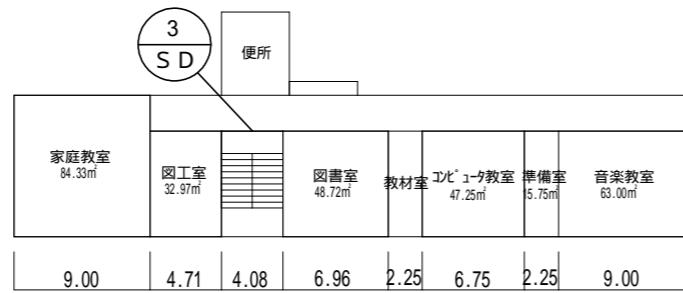 3
SD
便所
家庭教室
84.33㎡
図工室
32.97㎡
図書室
48.72㎡
教材室
ｺﾝﾋﾟｭｰﾀ教室
47.25㎡
準備室
15.75㎡
音楽教室
63.00㎡
9.00 4.71 4.08 6.96 2.25 6.75 2.25 9.00